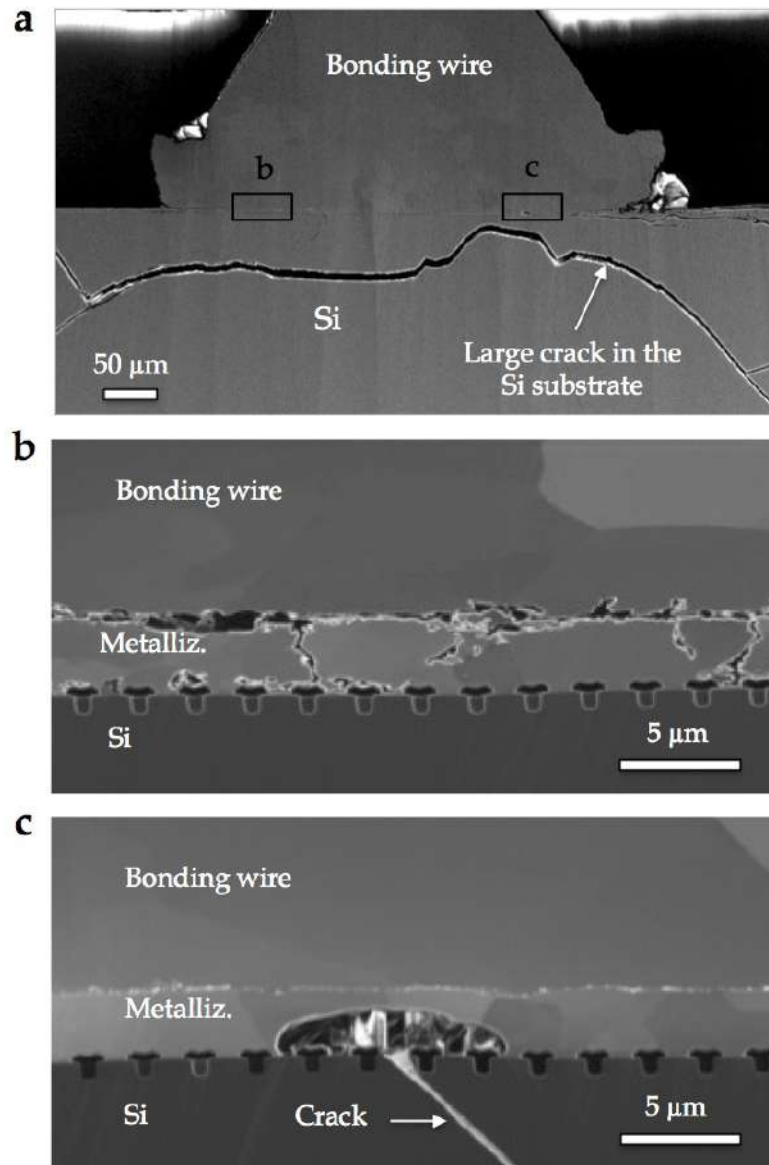 a
Bonding wire
b
c
Si
50 µm
Large crack in the
Si substrate
b
Bonding wire
Metalliz.
Si
5 µm
c
Bonding wire
Metalliz.
Si
Crack
5 µm